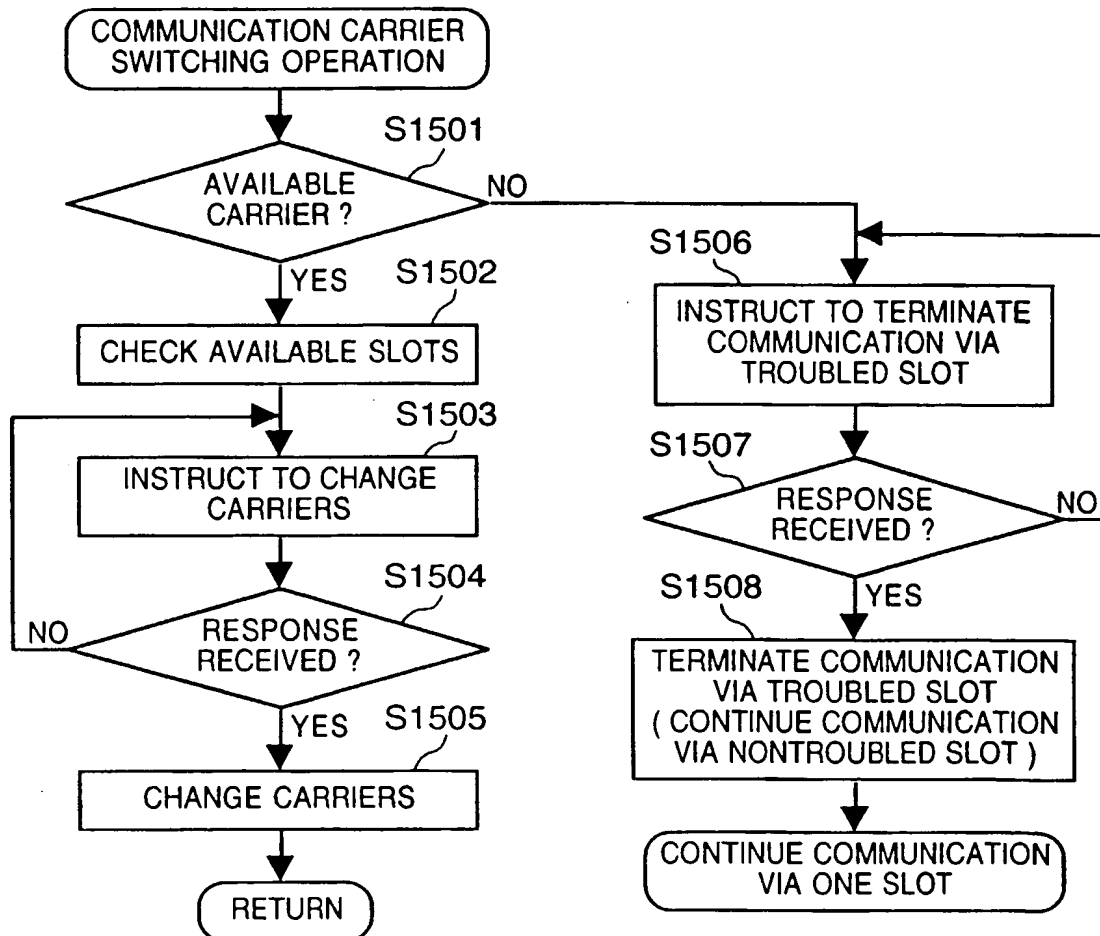 COMMUNICATION CARRIER
SWITCHING OPERATION
S1501
AVAILABLE
CARRIER ?
NO
YES
S1502
CHECK AVAILABLE SLOTS
S1503
INSTRUCT TO CHANGE
CARRIERS
S1504
RESPONSE
RECEIVED ?
NO
YES
S1505
CHANGE CARRIERS
RETURN
S1506
INSTRUCT TO TERMINATE
COMMUNICATION VIA
TROUBLED SLOT
S1507
RESPONSE
RECEIVED ?
NO
YES
S1508
TERMINATE COMMUNICATION
VIA TROUBLED SLOT
( CONTINUE COMMUNICATION
VIA NONTROUBLED SLOT )
CONTINUE COMMUNICATION
VIA ONE SLOT